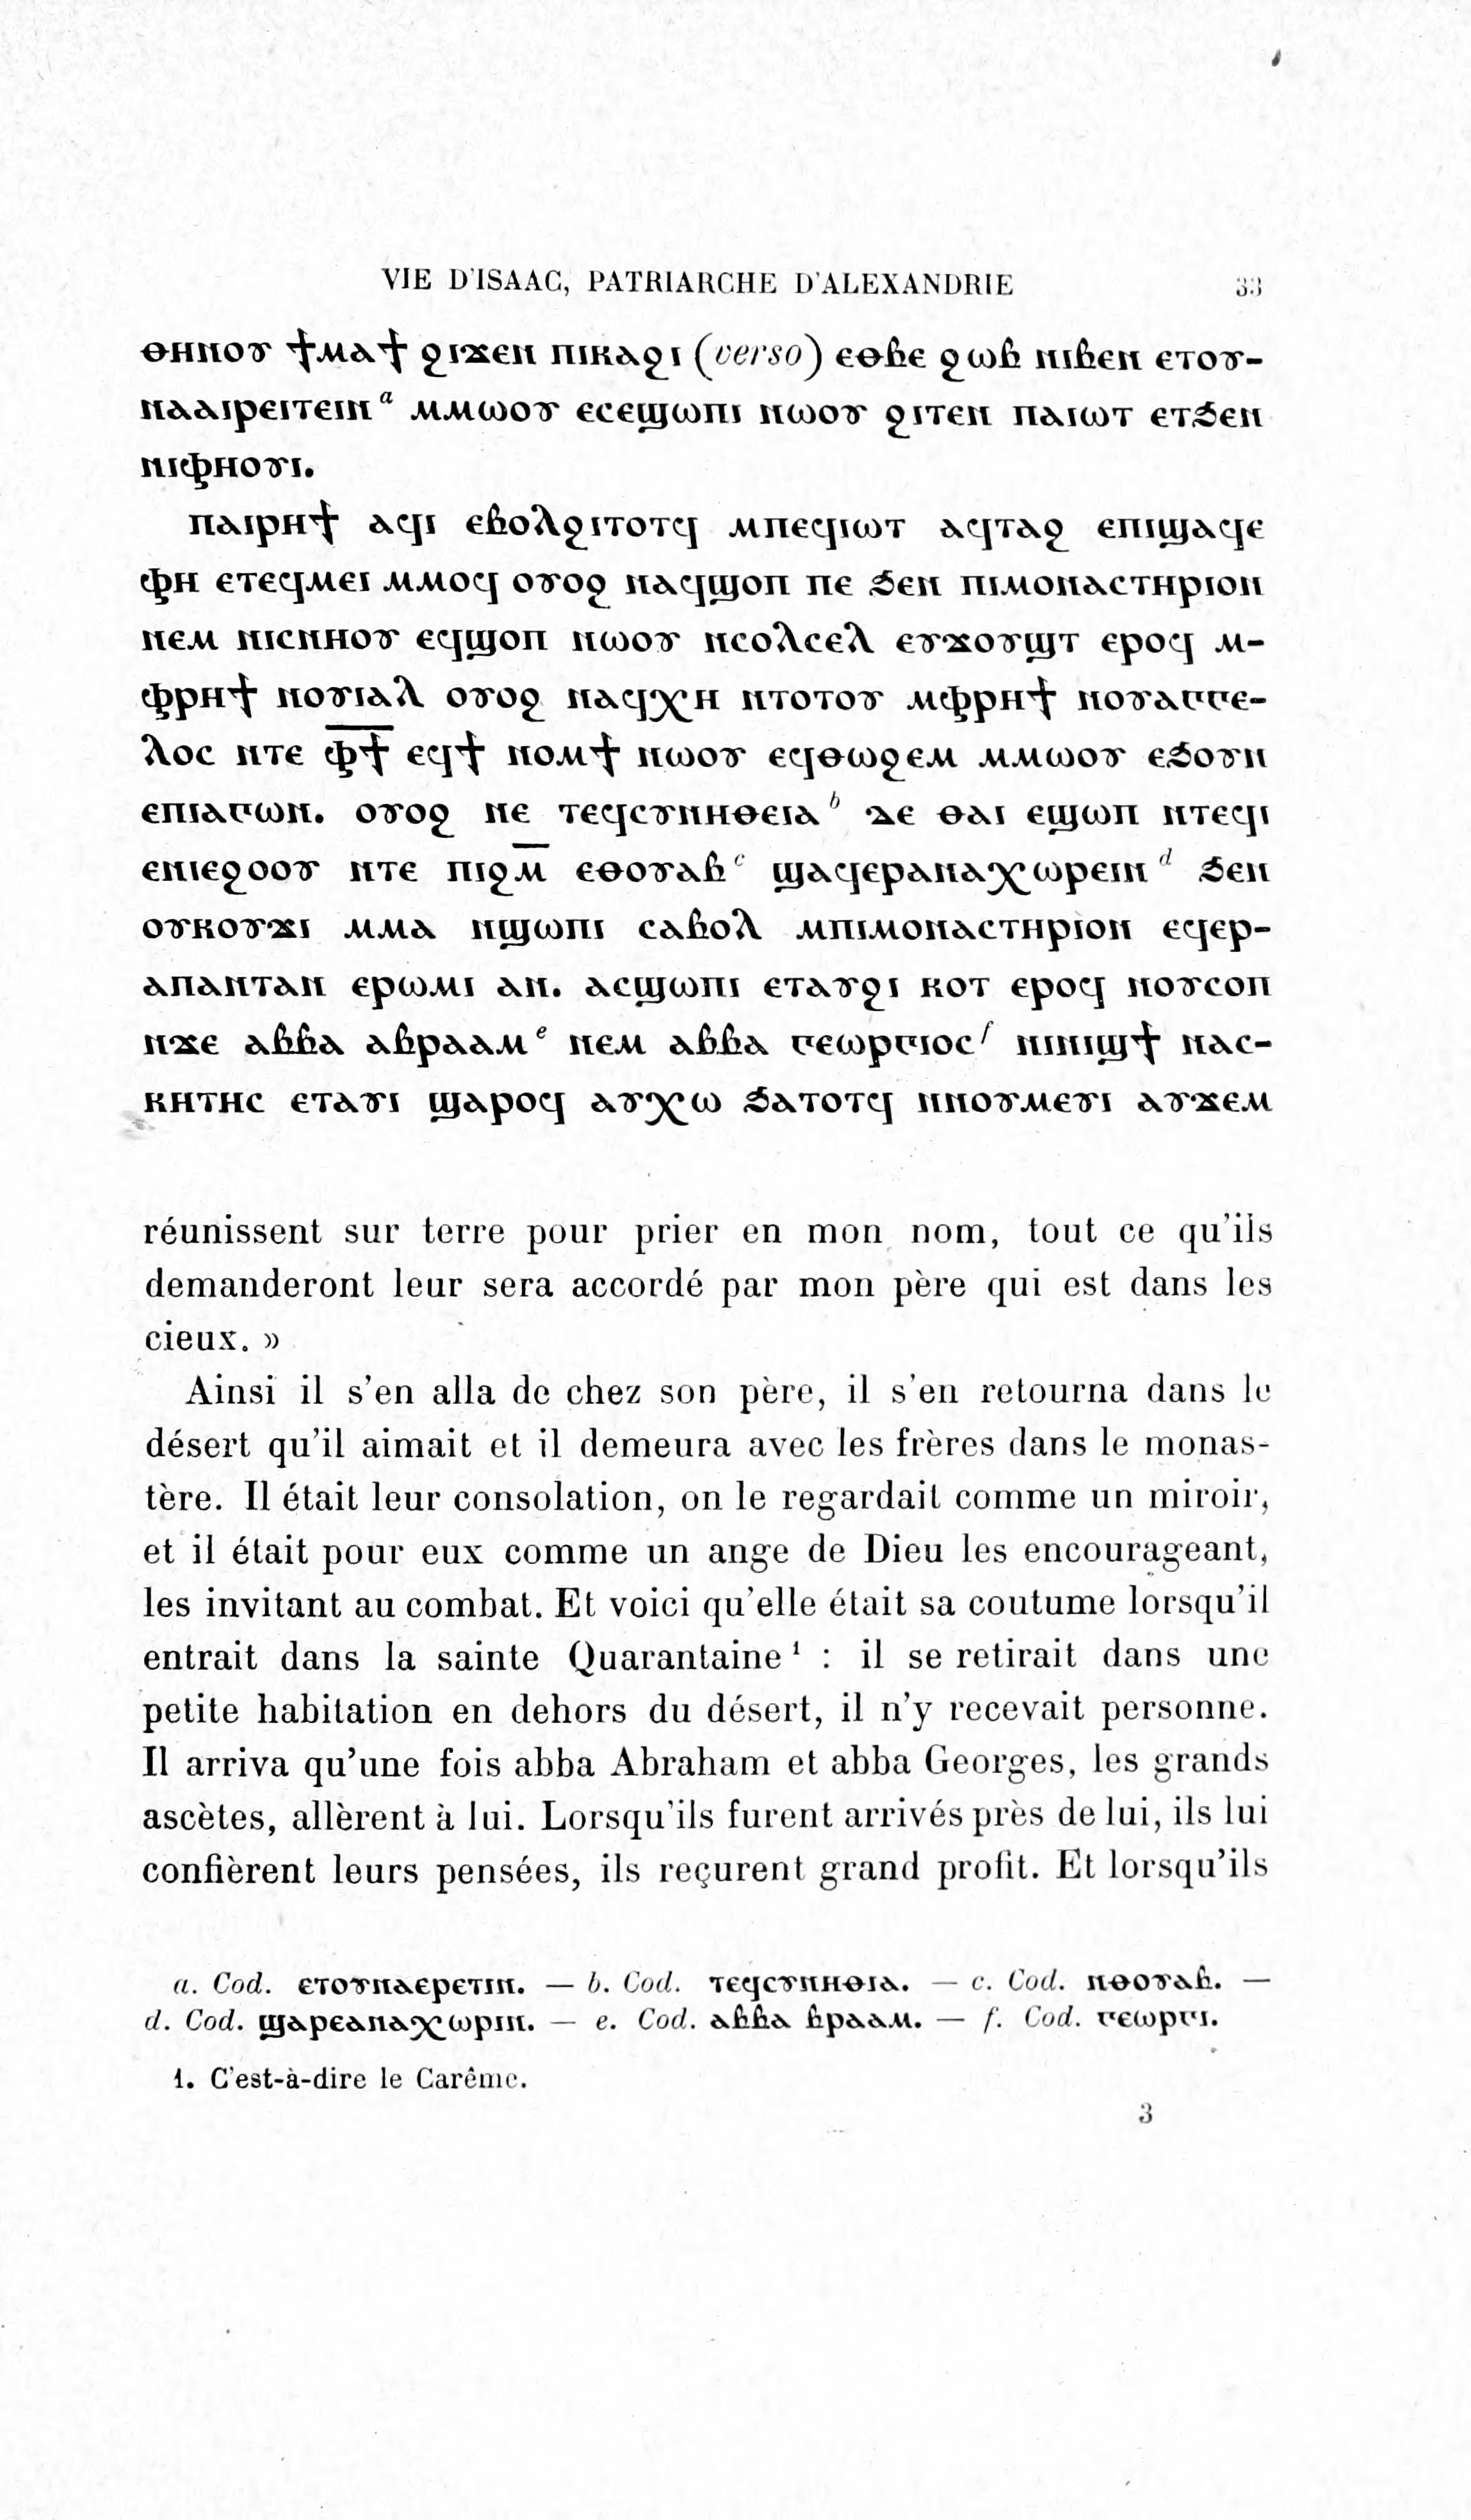 VIE D'ISAAC, PATRIARCHE D'ALEXANDRIE 33
ⲑⲏⲛⲟⲩ ϯⲙⲁϯ ϩⲓϫⲉⲛ ⲡⲓⲕⲁϩⲓ (verso) ⲉⲑⲃⲉ ϩⲱⲃ ⲛⲓⲃⲉⲛ ⲉⲧⲟⲩ-
ⲛⲁⲁⲓⲣⲉⲓⲧⲉⲓⲛ a ⲙⲙⲱⲟⲩ ⲉⲥⲉϣⲱⲡⲓ ⲛⲱⲟⲩ ϩⲓⲧⲉⲛ ⲡⲁⲓⲱⲧ ⲉⲧϧⲉⲛ
ⲛⲓⲫⲏⲟⲩⲓ.
ⲡⲁⲓⲣⲏϯ ⲁϥⲓ ⲉⲃⲟⲗϩⲓⲧⲟⲧϥ ⲙⲡⲉϥⲓⲱⲧ ⲁϥⲧⲁϩ ⲉⲡⲓϣⲁϥⲉ
ⲫⲏ ⲉⲧⲉϥⲙⲉⲓ ⲙⲙⲟϥ ⲟⲩⲟϩ ⲛⲁϥϣⲟⲡ ⲡⲉ ϧⲉⲛ ⲡⲓⲙⲟⲛⲁⲥⲧⲏⲣⲓⲟⲛ
ⲛⲉⲙ ⲛⲓⲥⲛⲏⲟⲩ ⲉϥϣⲟⲡ ⲛⲱⲟⲩ ⲛⲥⲟⲗⲥⲉⲗ ⲉⲩϫⲟⲩϣⲧ ⲉⲣⲟϥ ⲙ-
ⲫⲣⲏϯ ⲛⲟⲩⲓⲁⲗ ⲟⲩⲟϩ ⲛⲁϥⲭⲏ ⲛⲧⲟⲧⲟⲩ ⲙⲫⲣⲏϯ ⲛⲟⲩⲁⲅⲅⲉ-
ⲗⲟⲥ ⲛⲧⲉ ⲫ̅ϯ̅ ⲉϥϯ ⲛⲟⲙϯ ⲛⲱⲟⲩ ⲉϥⲑⲱϩⲉⲙ ⲙⲙⲱⲟⲩ ⲉϧⲟⲩⲛ
ⲉⲡⲓⲁⲅⲱⲛ. ⲟⲩⲟϩ ⲛⲉ ⲧⲉϥⲥⲩⲛⲏⲑⲉⲓⲁ b ⲇⲉ ⲑⲁⲓ ⲉϣⲱⲡ ⲛⲧⲉϥⲓ
ⲉⲛⲓⲉϩⲟⲟⲩ ⲛⲧⲉ ⲡⲓϩⲙ̅ ⲉⲑⲟⲩⲁⲃ c ϣⲁϥⲉⲣⲁⲛⲁⲭⲱⲣⲉⲓⲛ d ϧⲉⲛ
ⲟⲩⲕⲟⲩϫⲓ ⲙⲙⲁ ⲛϣⲱⲡⲓ ⲥⲁⲃⲟⲗ ⲙⲡⲓⲙⲟⲛⲁⲥⲧⲏⲣⲓⲟⲛ ⲉϥⲉⲣ-
ⲁⲡⲁⲛⲧⲁⲛ ⲉⲣⲱⲙⲓ ⲁⲛ. ⲁⲥϣⲱⲡⲓ ⲉⲧⲁⲩϩⲓ ⲕⲟⲧ ⲉⲣⲟϥ ⲛⲟⲩⲥⲟⲡ
ⲛϫⲉ ⲁⲃⲃⲁ ⲁⲃⲣⲁⲁⲙ e ⲛⲉⲙ ⲁⲃⲃⲁ ⲅⲉⲱⲣⲅⲓⲟⲥ f ⲛⲓⲛⲓϣϯ ⲛⲁⲥ-
ⲕⲏⲧⲏⲥ ⲉⲧⲁⲩⲓ ϣⲁⲣⲟϥ ⲁⲩⲭⲱ ϧⲁⲧⲟⲧϥ ⲛⲛⲟⲩⲙⲉⲩⲓ ⲁⲩϫⲉⲙ
réunissent sur terre pour prier en mon nom, tout ce qu'ils
demanderont leur sera accordé par mon père qui est dans les
cieux. »
Ainsi il s'en alla de chez son père, il s'en retourna dans le
désert qu'il aimait et il demeura avec les frères dans le monas-
tère. Il était leur consolation, on le regardait comme un miroir,
et il était pour eux comme un ange de Dieu les encourageant,
les invitant au combat. Et voici qu'elle était sa coutume lorsqu'il
entrait dans la sainte Quarantaine 1 : il se retirait dans une
petite habitation en dehors du désert, il n'y recevait personne.
Il arriva qu'une fois abba Abraham et abba Georges, les grands
ascètes, allèrent à lui. Lorsqu'ils furent arrivés près de lui, ils lui
confièrent leurs pensées, ils reçurent grand profit. Et lorsqu'ils
a. Cod. ⲉⲧⲟⲩⲛⲁⲉⲣⲉⲧⲓⲛ. — b. Cod. ⲧⲉϥⲥⲩⲛⲏⲑⲓⲁ. — c. Cod. ⲛⲑⲟⲩⲁⲃ. —
d. Cod. ϣⲁⲣⲉⲁⲛⲁⲭⲱⲣⲓⲛ. — e. Cod. ⲁⲃⲃⲁ ⲃⲣⲁⲁⲙ. — f. Cod. ⲅⲉⲱⲣⲅⲓ.
1. C'est-à-dire le Carême.
3